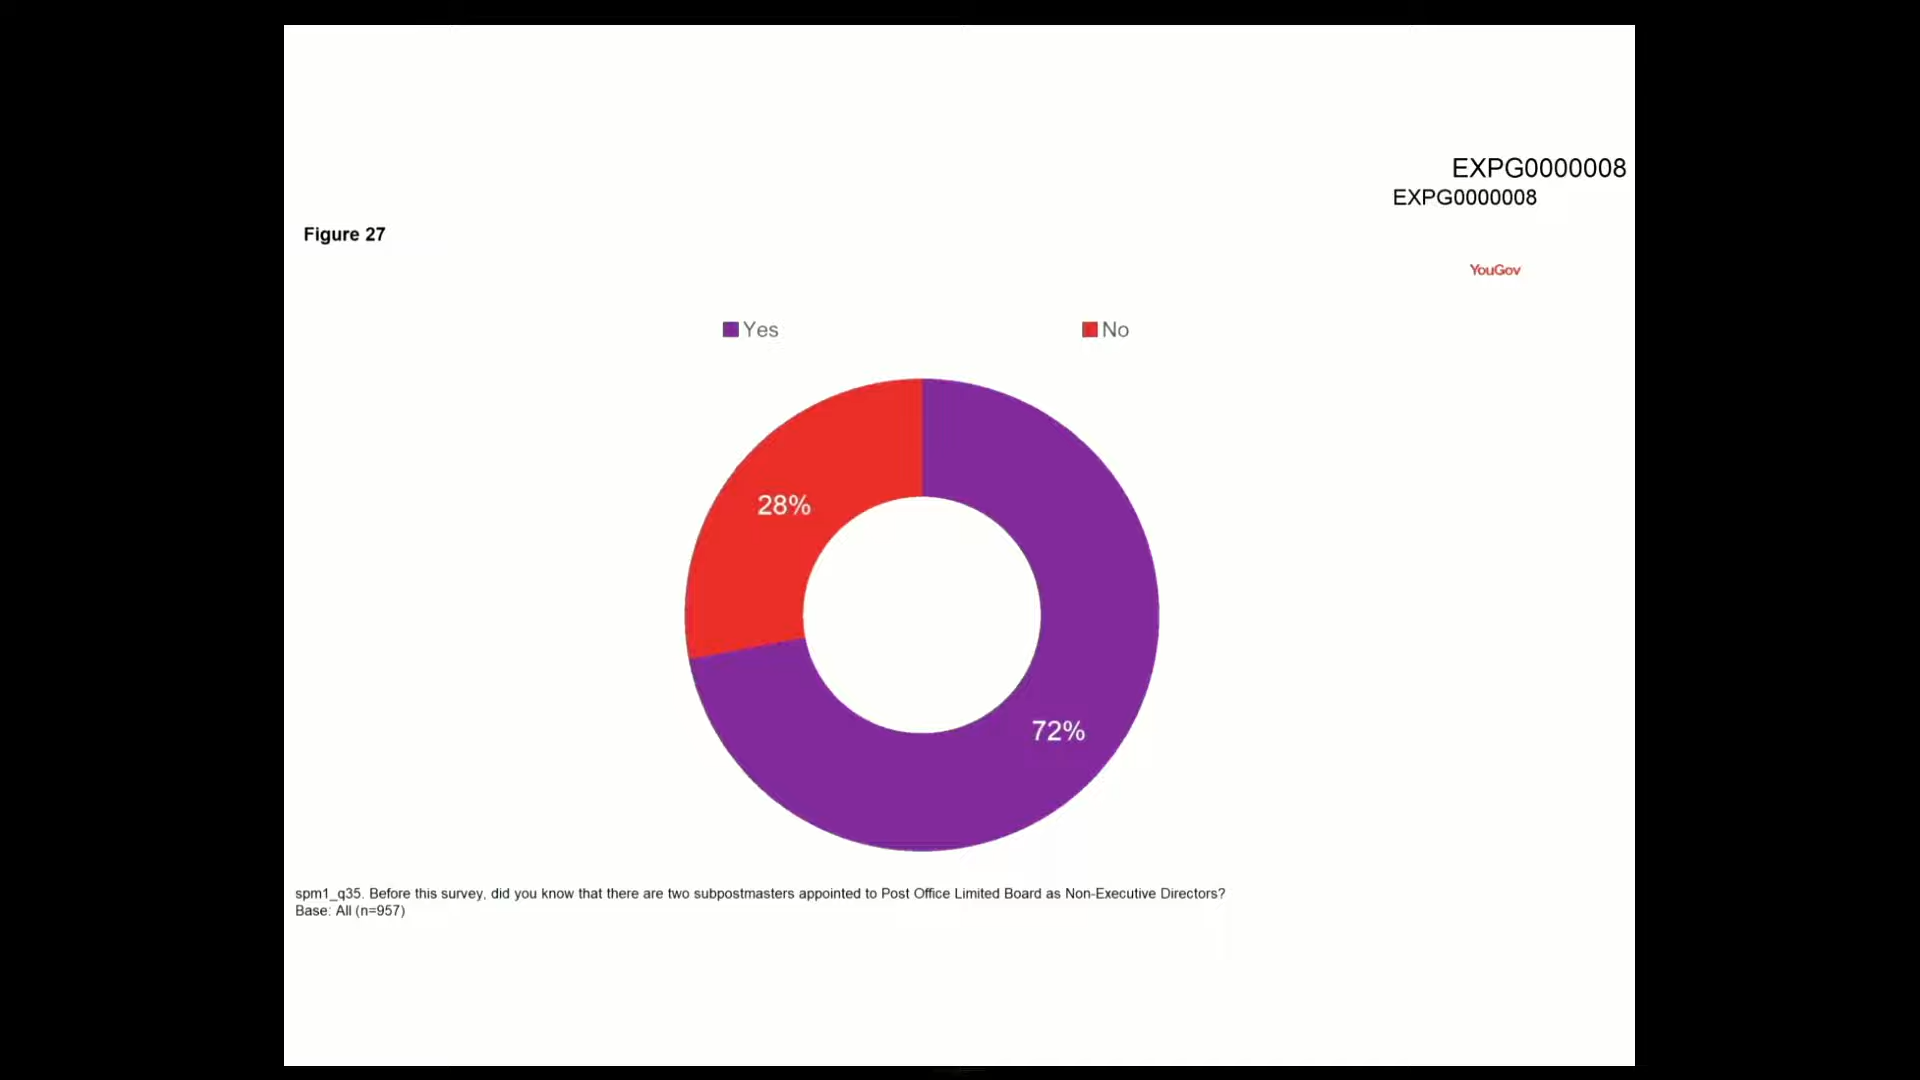 EXPG0000008
EXPG0000008
Figure 27
YouGov
Yes No
28%
72%
spm1_q35. Before this survey, did you know that there are two subpostmasters appointed to Post Office Limited Board as Non-Executive Directors?
Base: All (n=957)